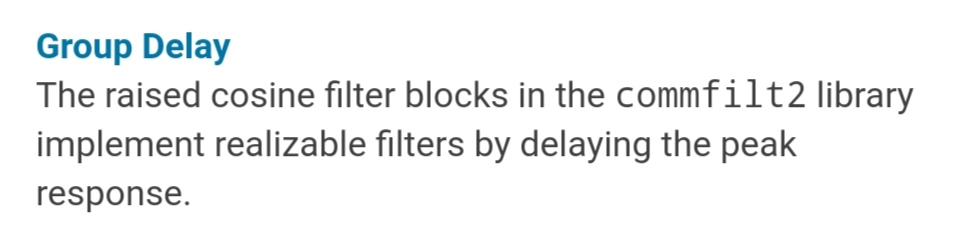 Group Delay
The raised cosine filter blocks in the commfilt2 library
implement realizable filters by delaying the peak
response.